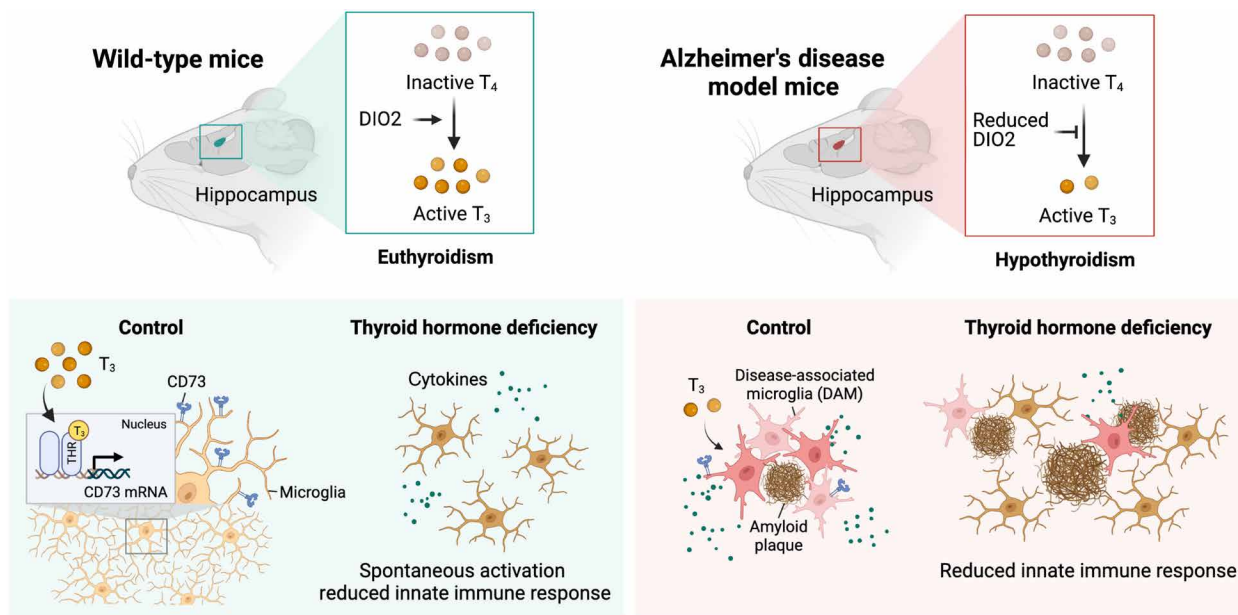 Wild-type mice
Inactive T₄
DIO2
Hippocampus
Active T₃
Euthyroidism
Alzheimer's disease
model mice
Inactive T₄
Reduced
DIO2
Hippocampus
Active T₃
Hypothyroidism
Control
T₃
CD73
Nucleus
T₃
THR
CD73 mRNA
Microglia
Thyroid hormone deficiency
Cytokines
Spontaneous activation
reduced innate immune response
Control
T₃
Disease-associated
microglia (DAM)
Amyloid
plaque
Thyroid hormone deficiency
Reduced innate immune response